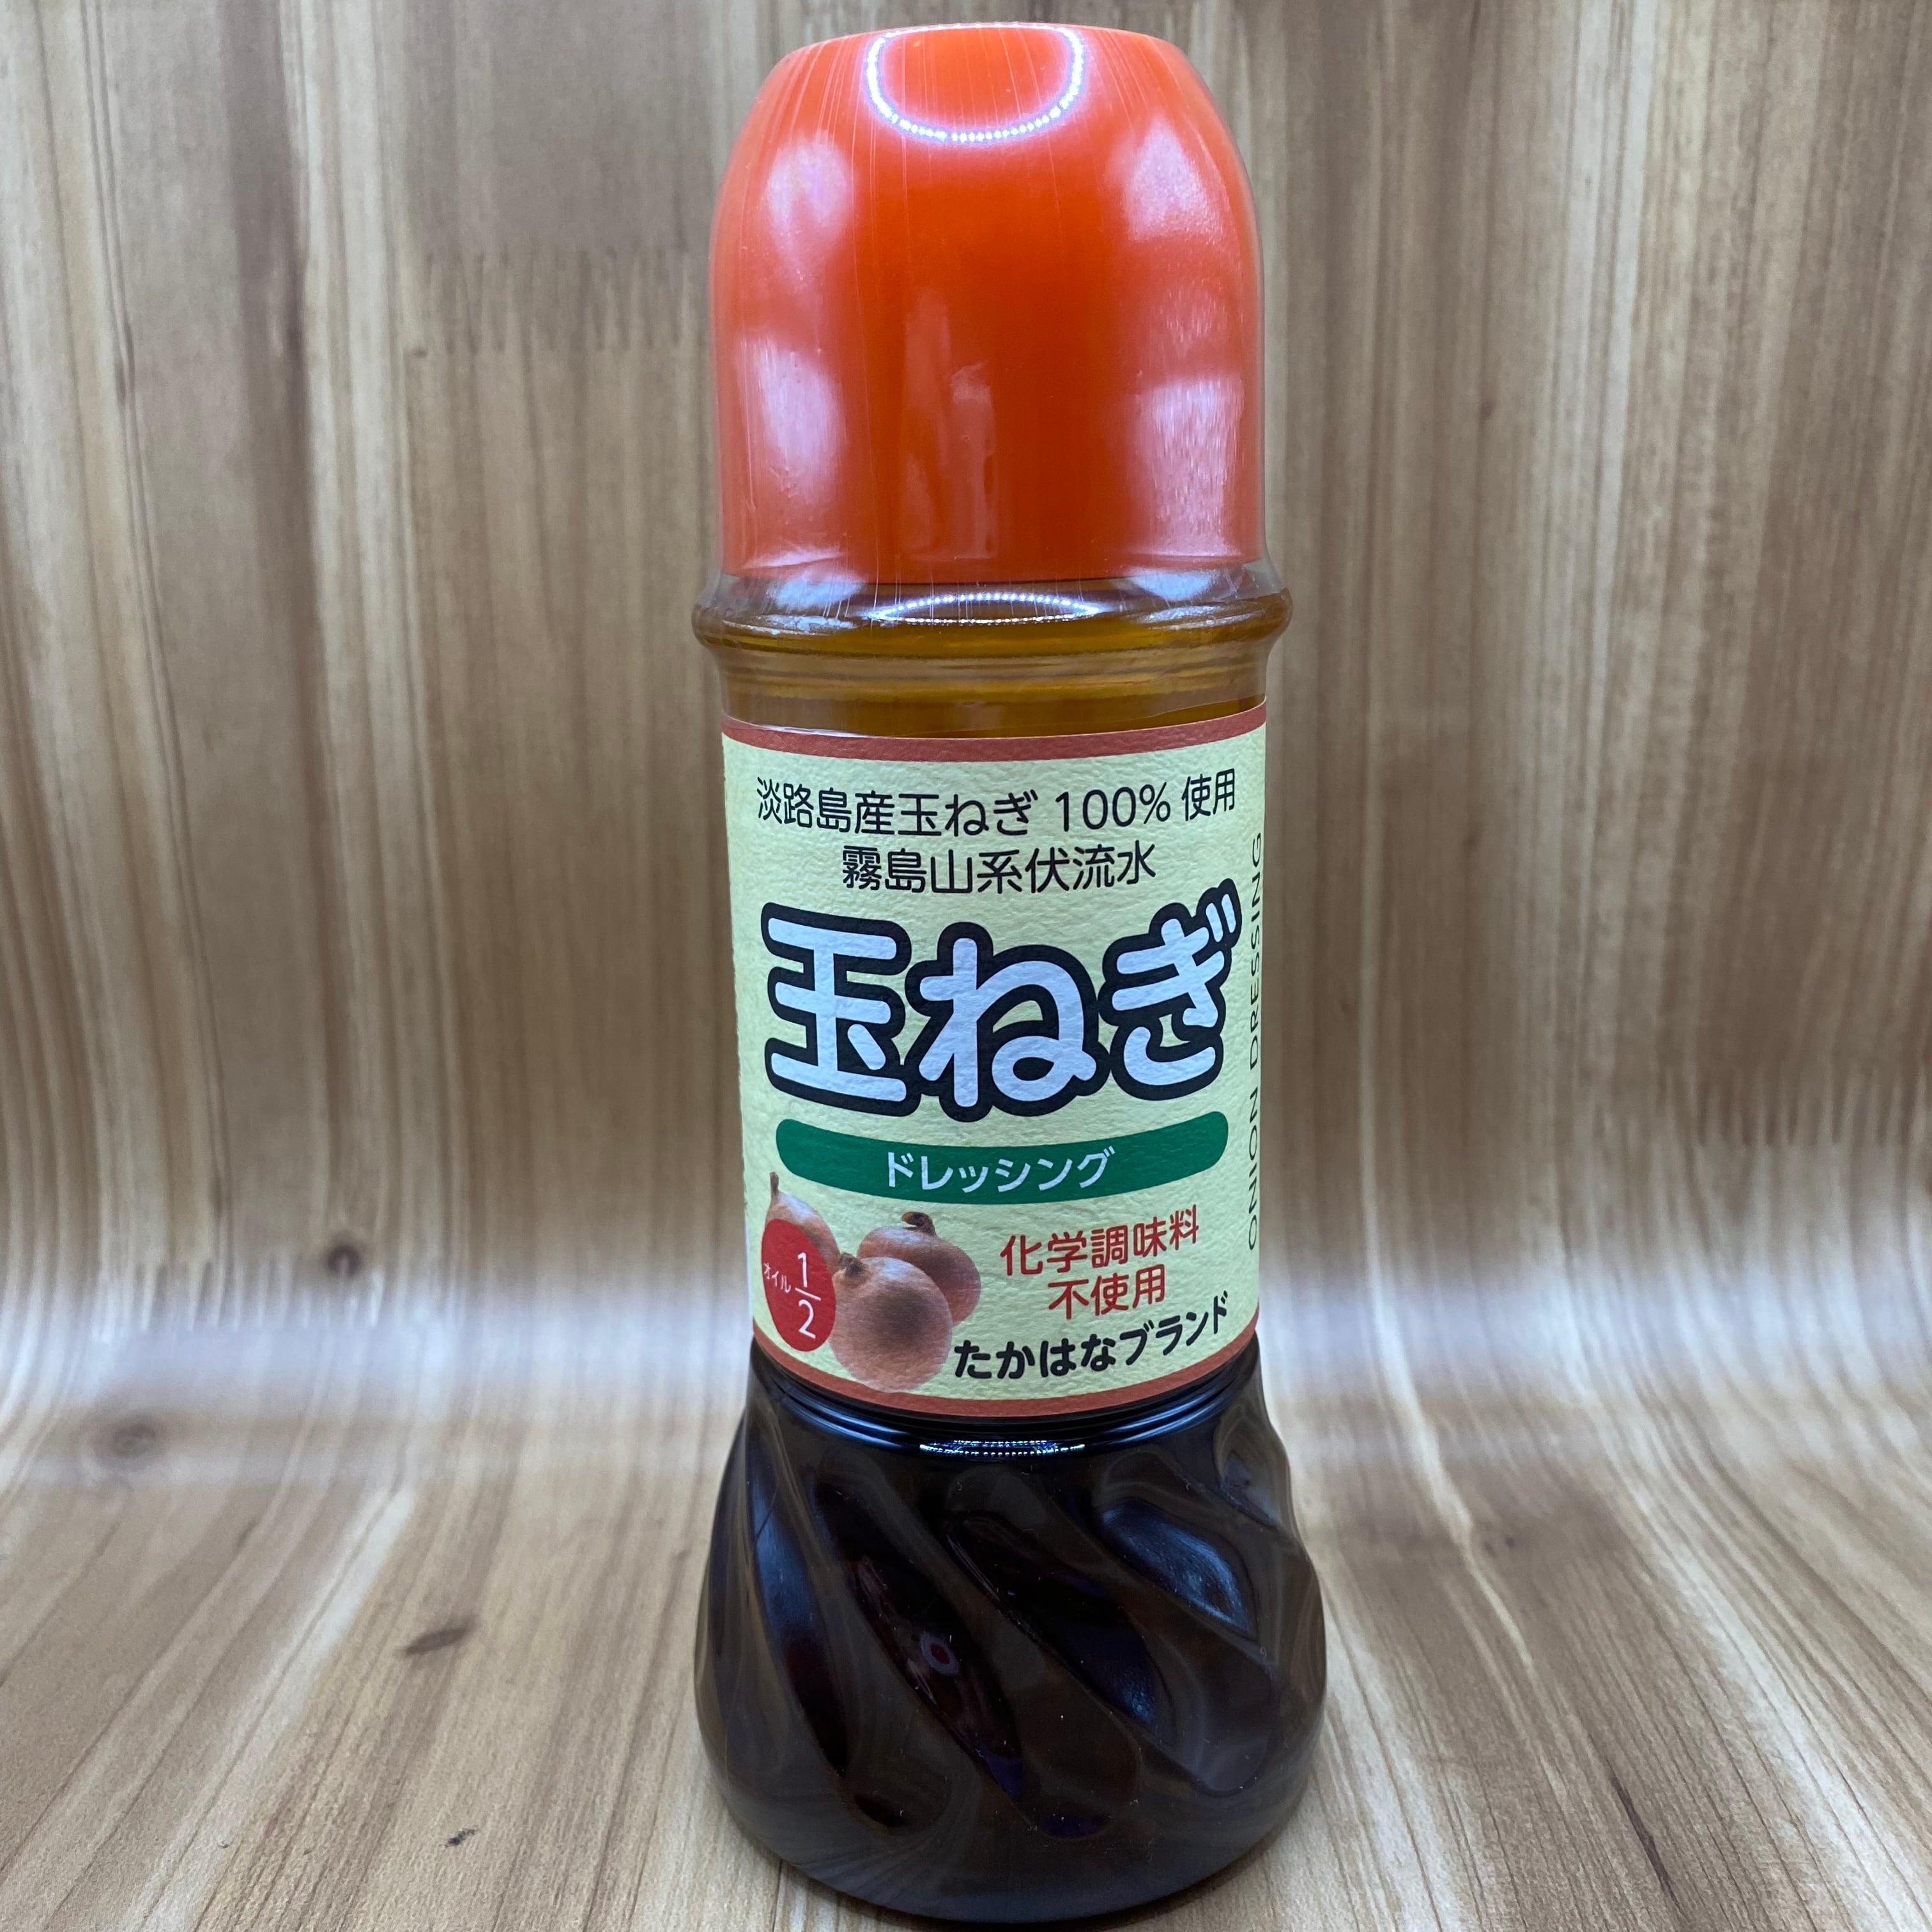 淡路島産玉ねぎ 100% 使用
霧島山系伏流水
玉ねぎ
ドレッシング
ONION DRESSING
オイル 1/2
化学調味料
不使用
たかはなブランド